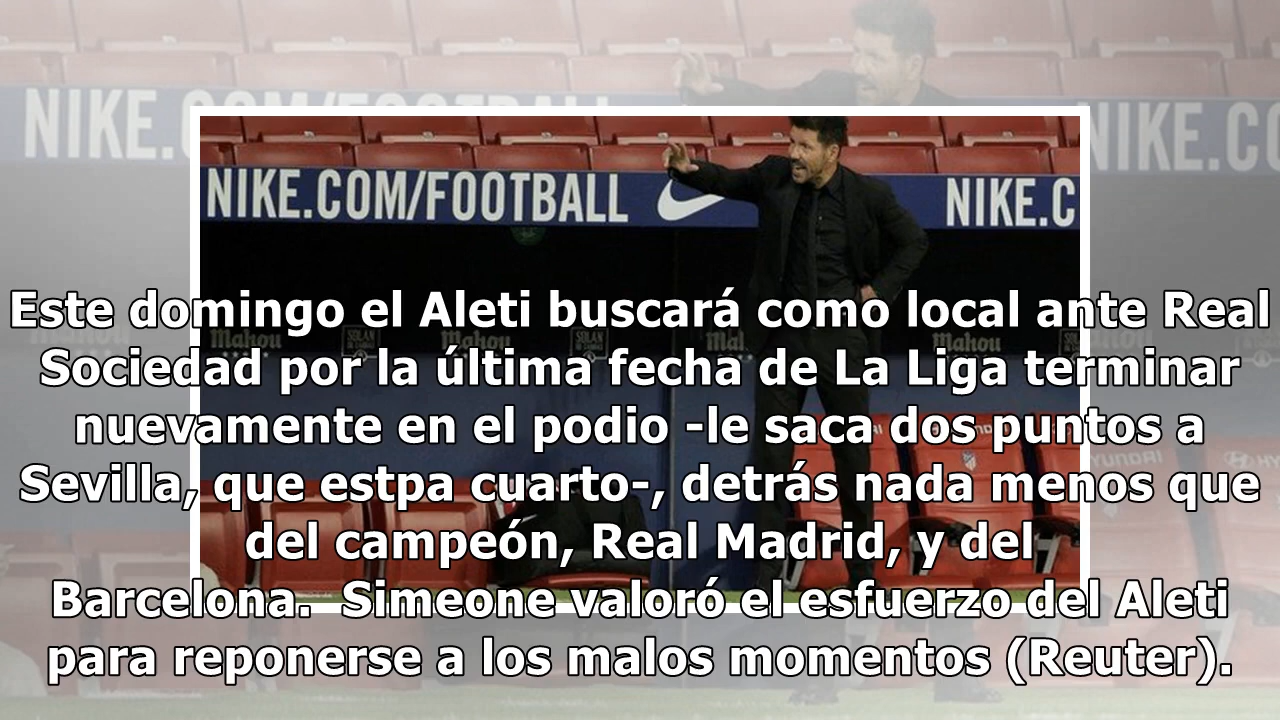 NIKE.COM/FOOTBALL
NIKE.C
Este domingo el Aleti buscará como local ante Real
Sociedad por la última fecha de La Liga terminar
nuevamente en el podio -le saca dos puntos a
Sevilla, que estpa cuarto-, detrás nada menos que
del campeón, Real Madrid, y del
Barcelona.  Simeone valoró el esfuerzo del Aleti
para reponerse a los malos momentos (Reuter).